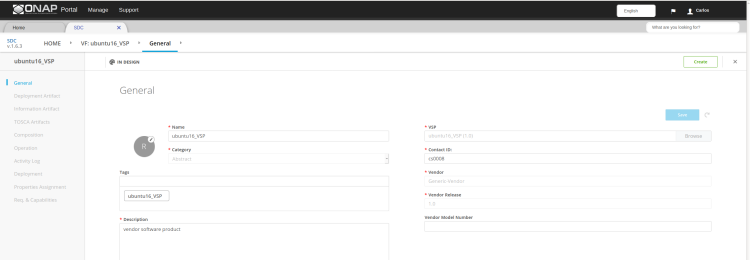 ONAP Portal Manage Support English Carlos
Home SDC × What are you looking for?
SDC
v.1.6.3
HOME VF: ubuntu16_VSP General
ubuntu16_VSP IN DESIGN Create ×
General
Deployment Artifact
Information Artifact
TOSCA Artifacts
Composition
Operation
Activity Log
Deployment
Properties Assignment
Req. & Capabilities
General
Save
R
* Name
ubuntu16_VSP
* Category
Abstract
Tags
ubuntu16_VSP
* Description
vendor software product
* VSP
ubuntu16_VSP (1.0) Browse
* Contact ID:
cs0008
* Vendor
Generic-Vendor
* Vendor Release
1.0
Vendor Model Number